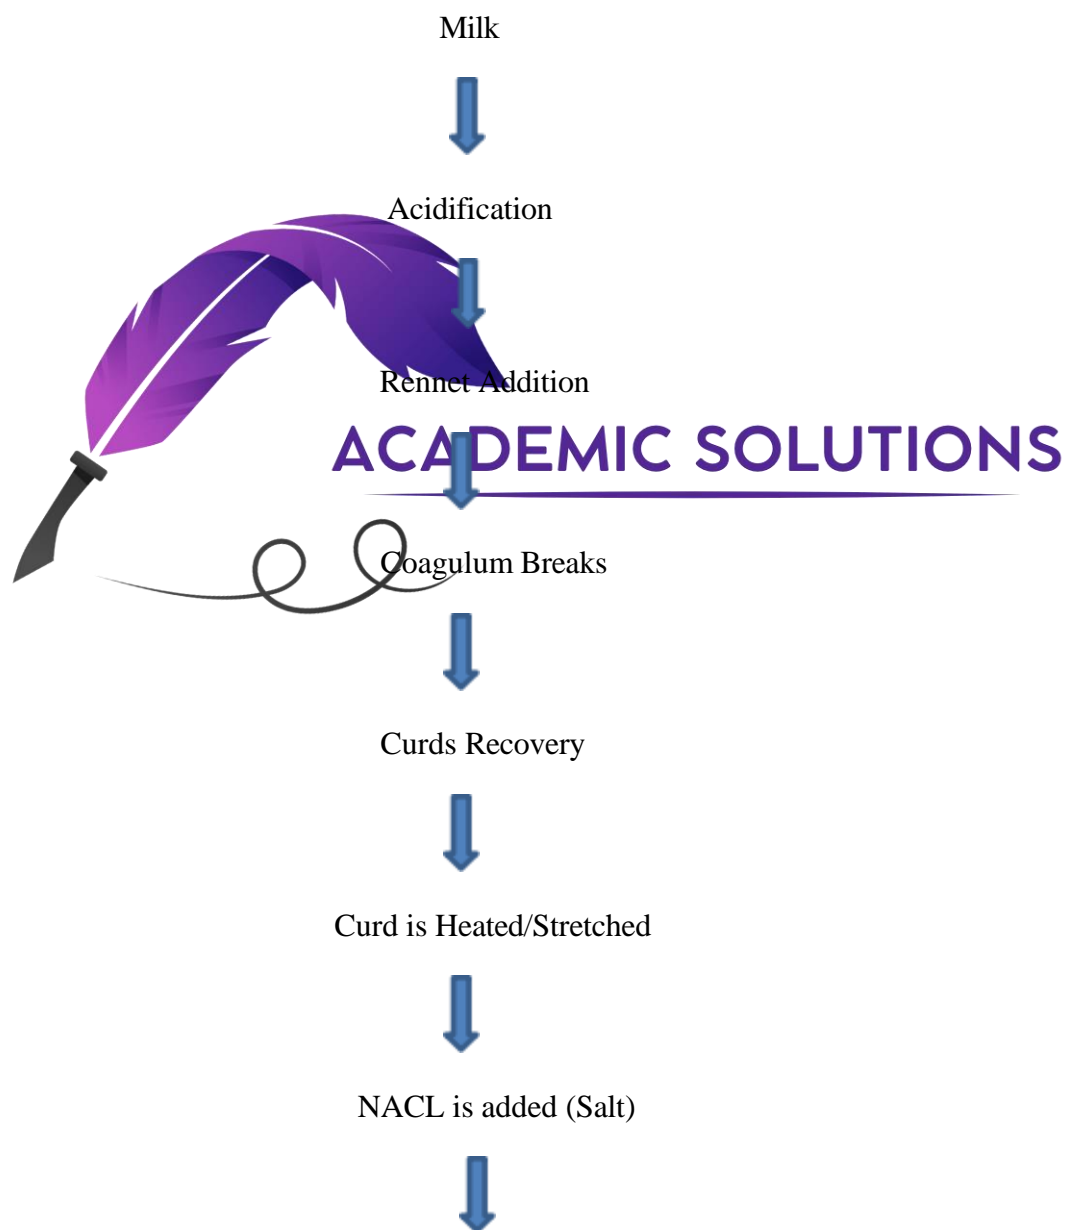 Milk
Acidification
Rennet Addition
ACADEMIC SOLUTIONS
Coagulum Breaks
Curds Recovery
Curd is Heated/Stretched
NACL is added (Salt)